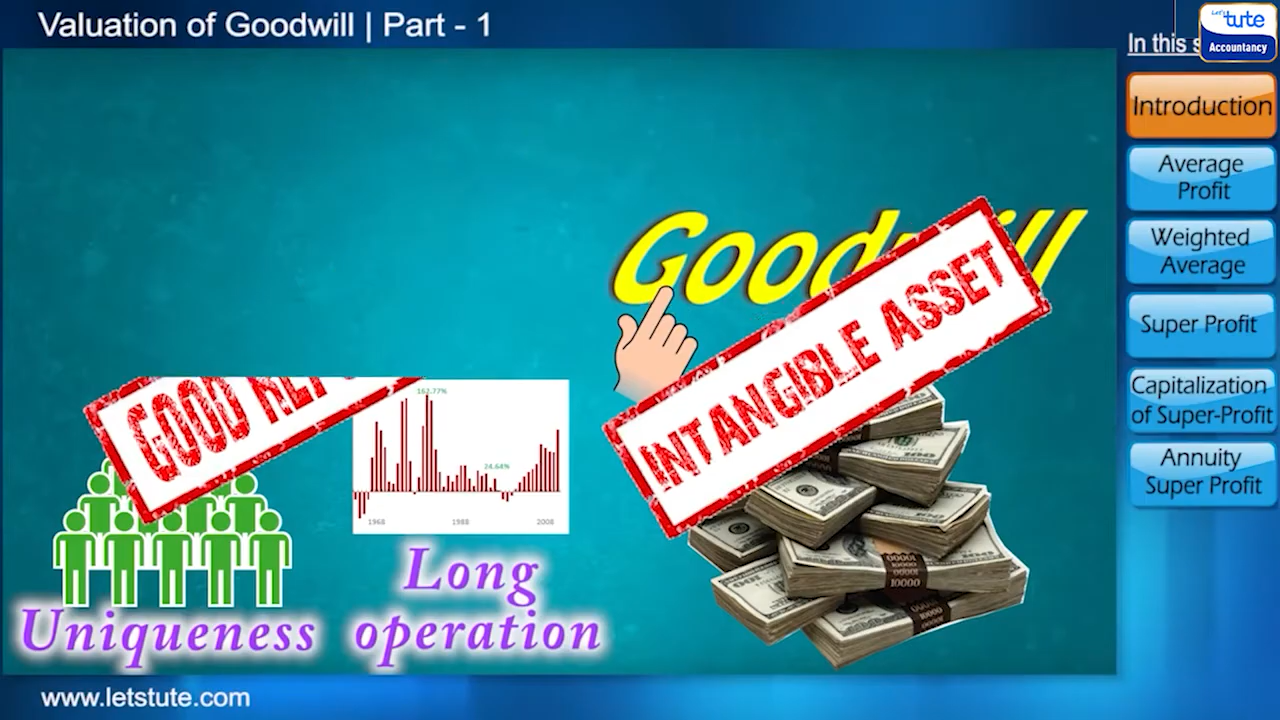 Valuation of Goodwill | Part - 1
Let's
tute
Accountancy
In this
Introduction
Average
Profit
Weighted
Average
Super Profit
Capitalization
of Super-Profit
Annuity
Super Profit
Goodwill
INTANGIBLE ASSET
GOOD
162.77%
24.64%
1968 1988 2008
Uniqueness
Long
operation
www.letstute.com